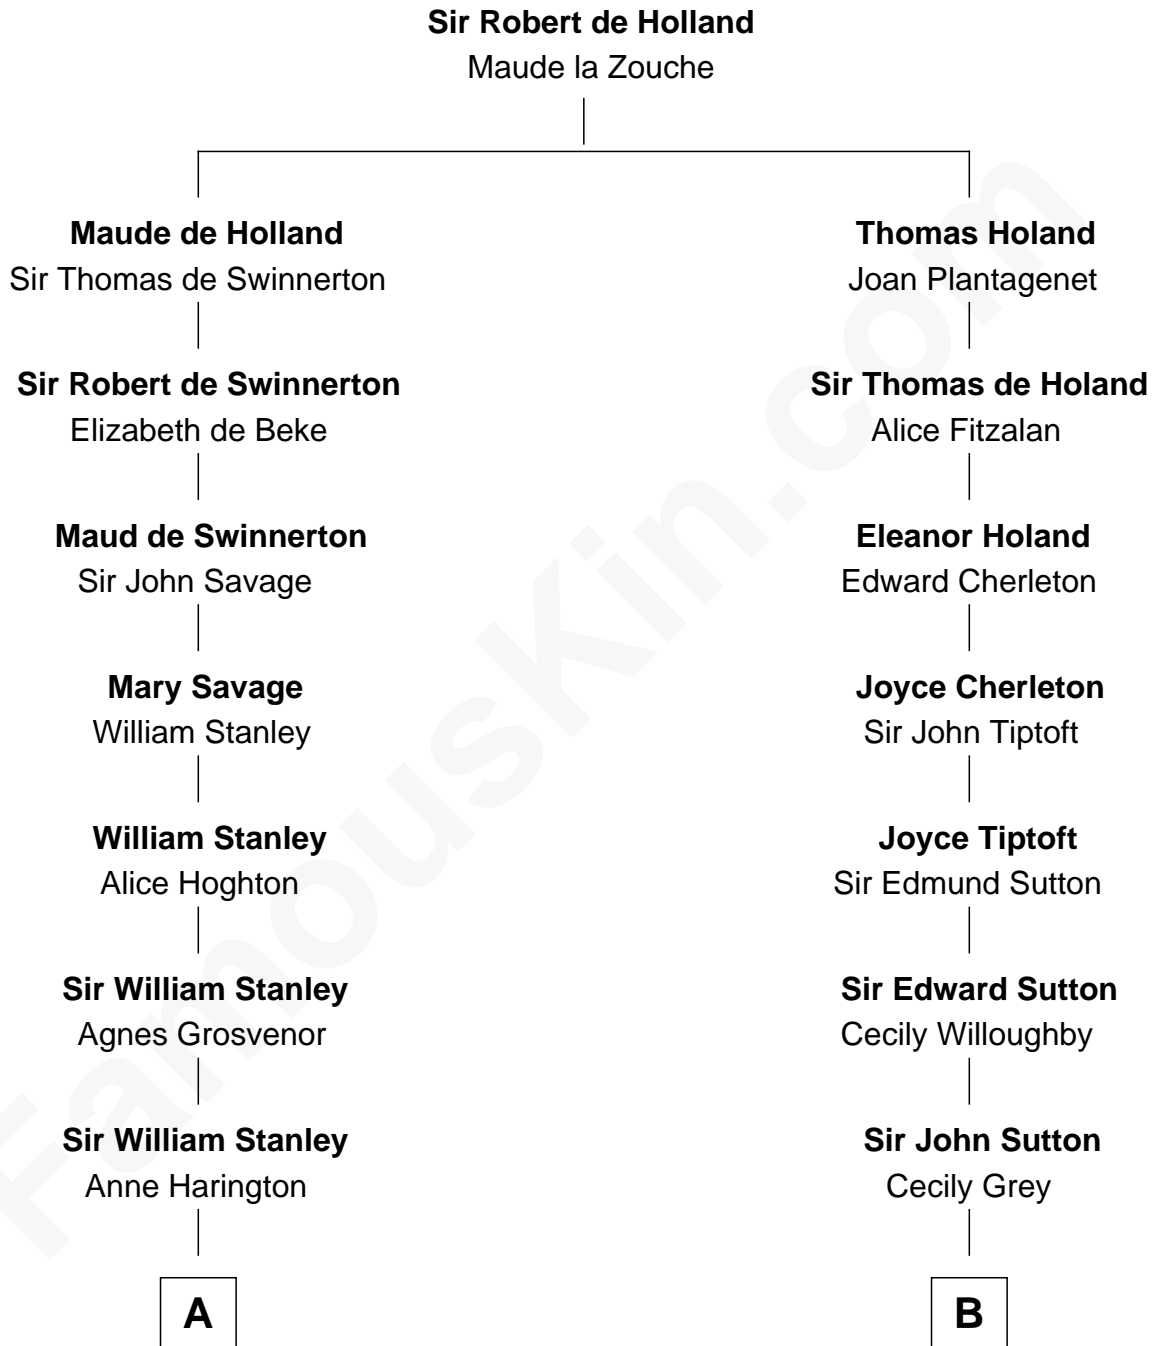 Sir Robert de Holland
Maude la Zouche
Maude de Holland
Sir Thomas de Swinnerton
Thomas Holand
Joan Plantagenet
Sir Robert de Swinnerton
Elizabeth de Beke
Sir Thomas de Holand
Alice Fitzalan
Maud de Swinnerton
Sir John Savage
Eleanor Holand
Edward Cherleton
Mary Savage
William Stanley
Joyce Cherleton
Sir John Tiptoft
William Stanley
Alice Hoghton
Joyce Tiptoft
Sir Edmund Sutton
Sir William Stanley
Agnes Grosvenor
Sir Edward Sutton
Cecily Willoughby
Sir William Stanley
Anne Harington
Sir John Sutton
Cecily Grey
A
B
FamousKin.com